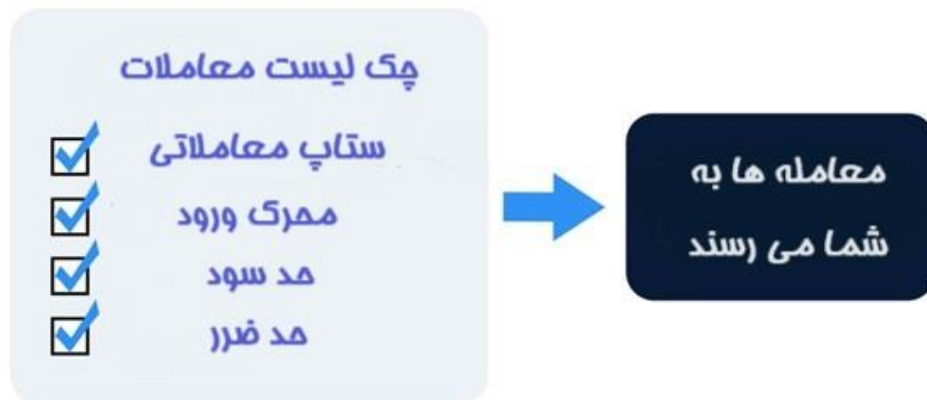 چک لیست معاملات
ستاپ معاملاتی
محرک ورود
حد سود
حد ضرر
معامله ها به
شما می رسند